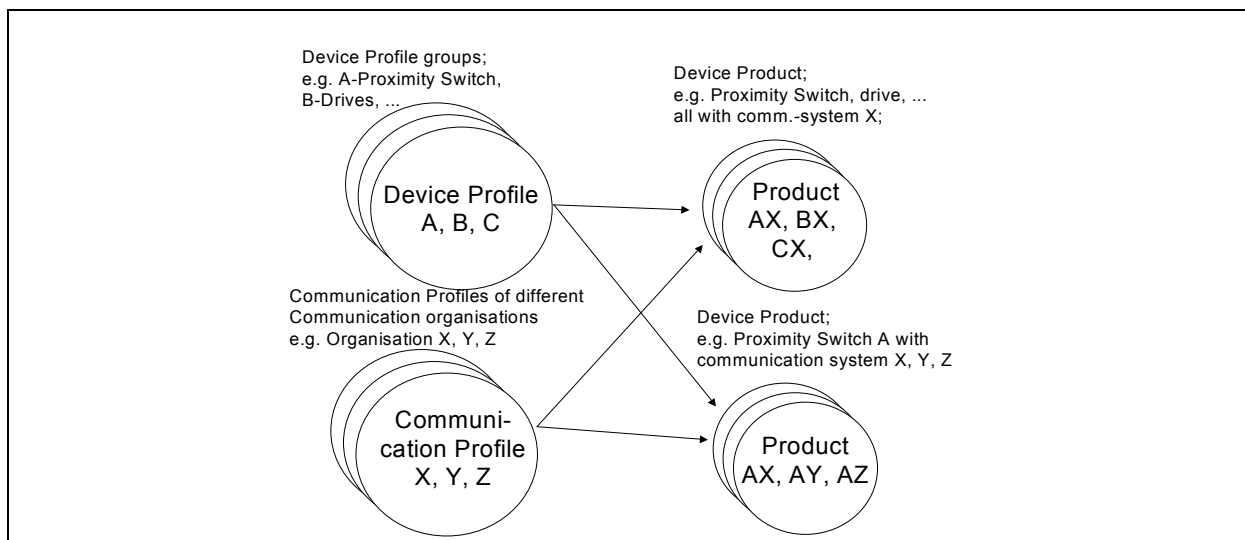 Device Profile groups;
e.g. A-Proximity Switch,
B-Drives, ...
Device Profile
A, B, C
Device Product;
e.g. Proximity Switch, drive, ...
all with comm.-system X;
Product
AX, BX,
CX,
Communication Profiles of different
Communication organisations
e.g. Organisation X, Y, Z
Communi-
cation Profile
X, Y, Z
Device Product;
e.g. Proximity Switch A with
communication system X, Y, Z
Product
AX, AY, AZ